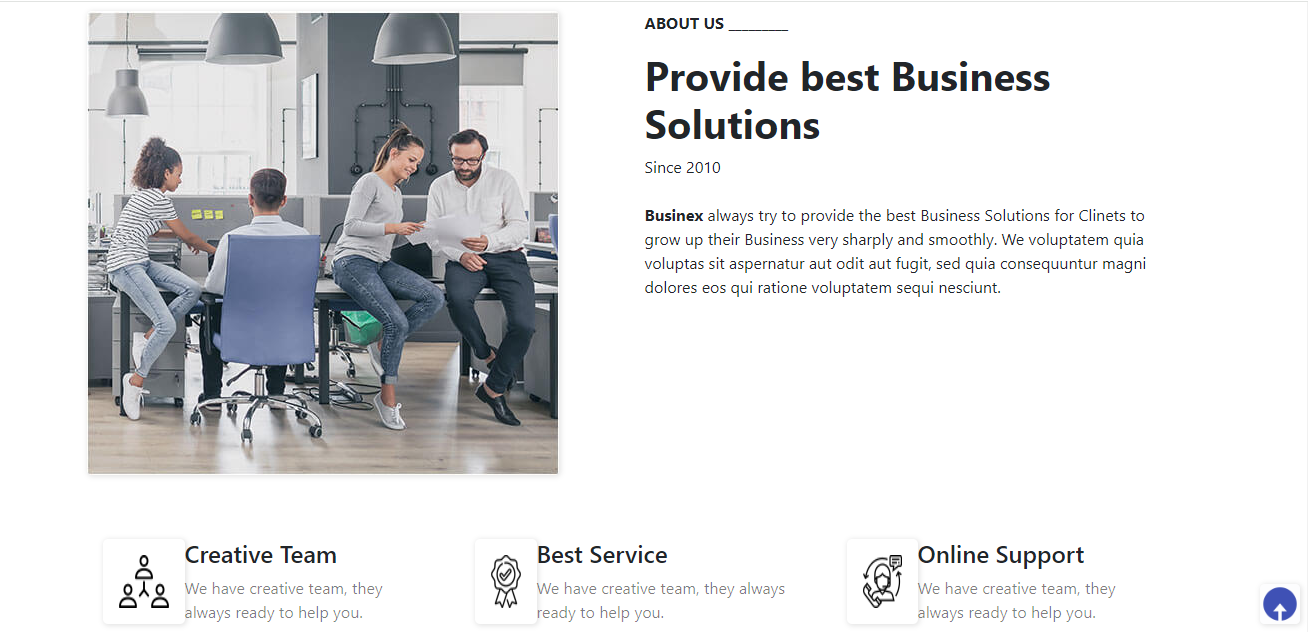 ABOUT US _________
Provide best Business
Solutions
Since 2010
Businex always try to provide the best Business Solutions for Clinets to
grow up their Business very sharply and smoothly. We voluptatem quia
voluptas sit aspernatur aut odit aut fugit, sed quia consequuntur magni
dolores eos qui ratione voluptatem sequi nesciunt.
Creative Team
We have creative team, they
always ready to help you.
Best Service
We have creative team, they always
ready to help you.
Online Support
We have creative team, they
always ready to help you.